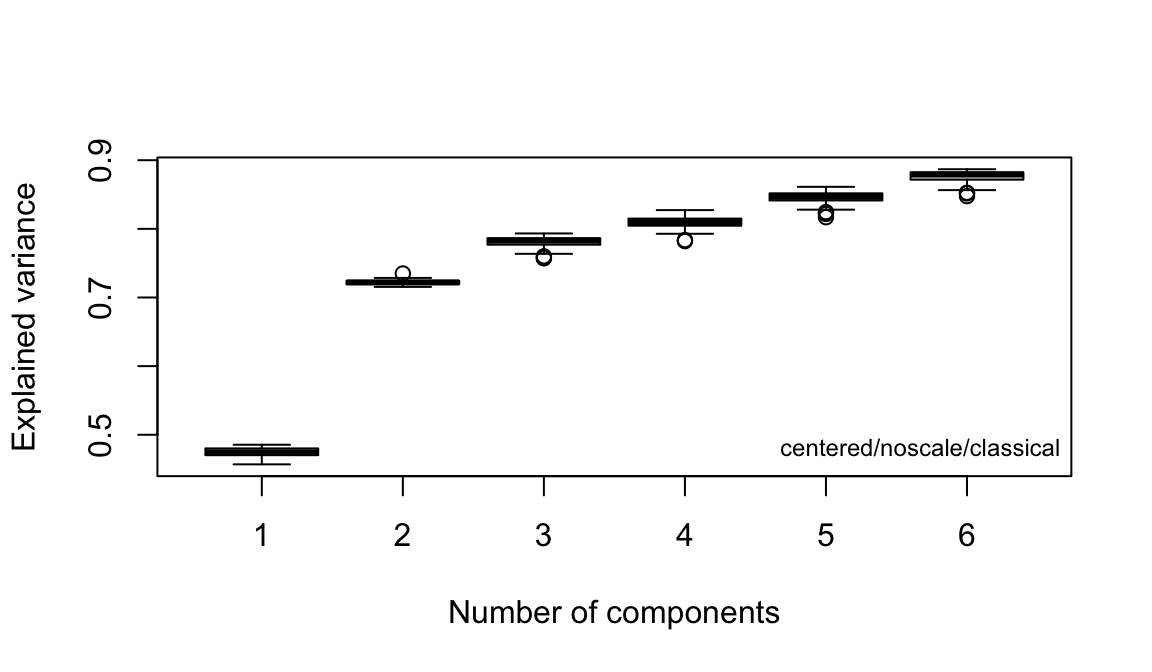 Explained variance
0.9
0.7
0.5
centered/noscale/classical
1 2 3 4 5 6
Number of components